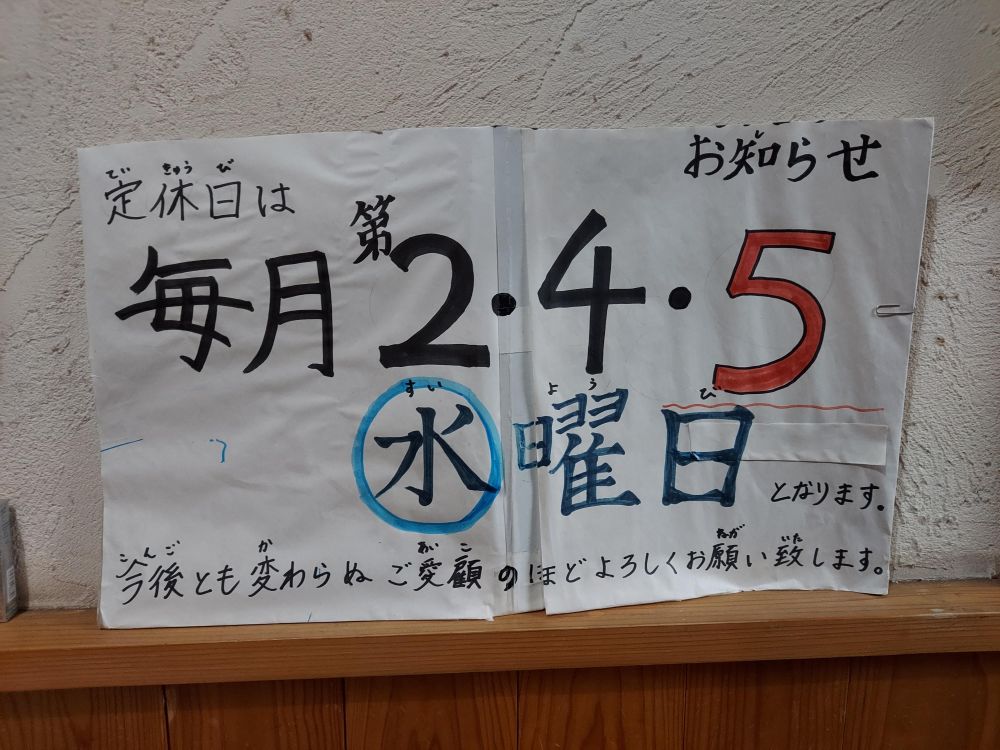 お知らせ
定休日は
毎月第2・4・5
水曜日となります。
今後とも変わらぬご愛顧のほどよろしくお願い致します。